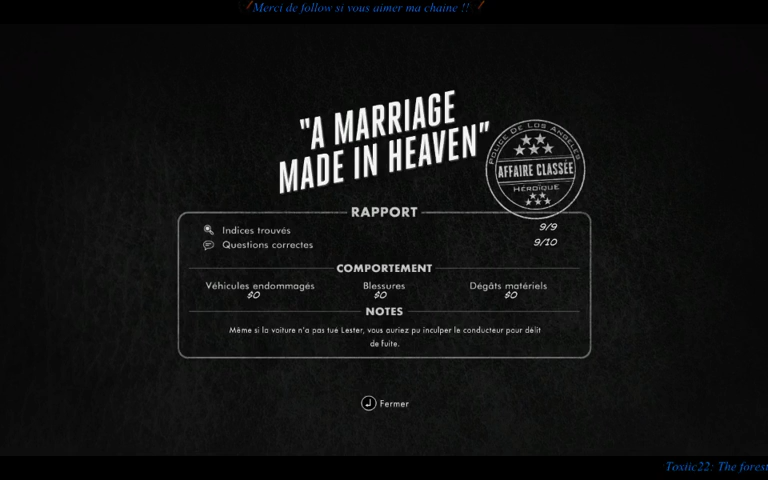 Merci de follow si vous aimer ma chaine !!
"A MARRIAGE
MADE IN HEAVEN"
POLICE DE LOS ANGELES
AFFAIRE CLASSÉE
HÉROÏQUE
RAPPORT
Indices trouvés 9/9
Questions correctes 9/10
COMPORTEMENT
Véhicules endommagés Blessures Dégâts matériels
$0 $0 $0
NOTES
Même si la voiture n'a pas tué Lester, vous auriez pu inculper le conducteur pour délit
de fuite.
Fermer
Toxiic22: The forest